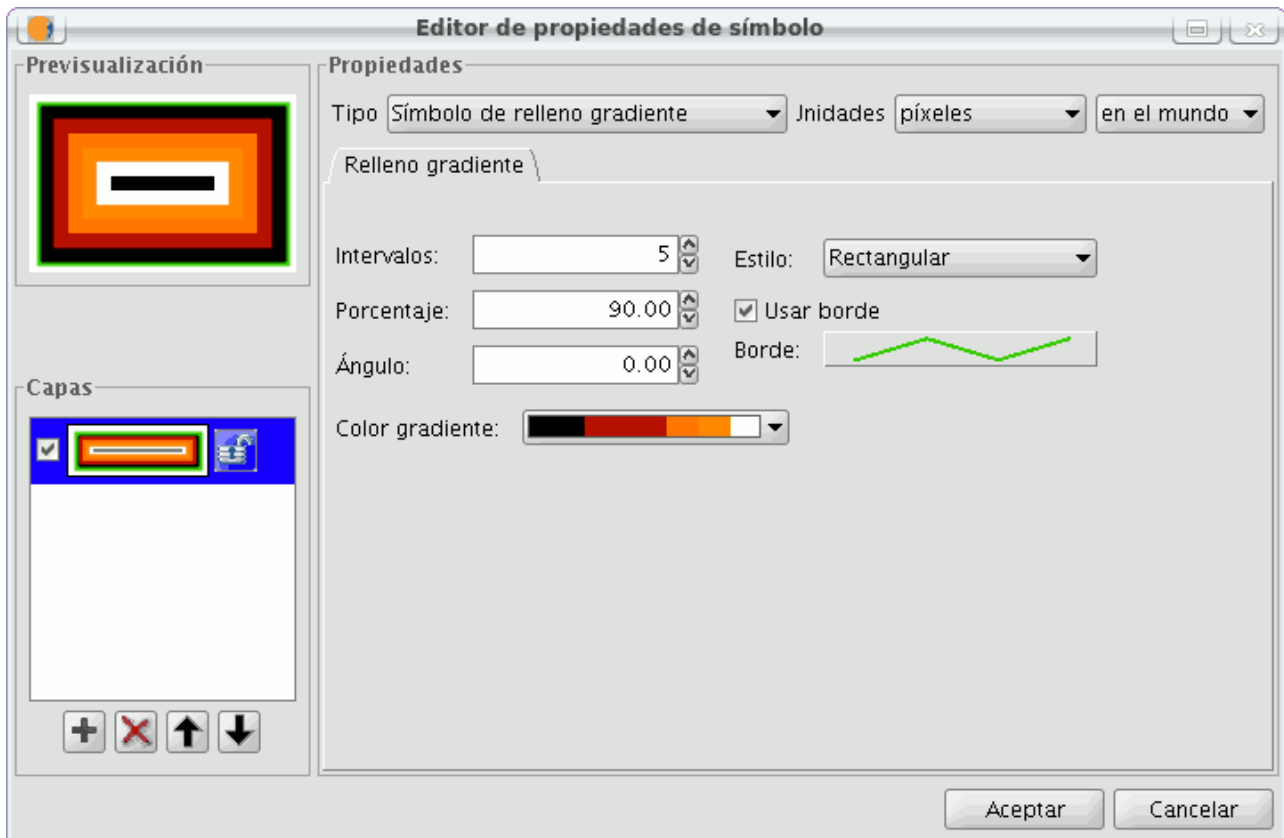 Editor de propiedades de símbolo
Previsualización
Propiedades
Tipo Símbolo de relleno gradiente Jnidades píxeles en el mundo
Relleno gradiente
Intervalos: 5 Estilo: Rectangular
Porcentaje: 90.00 Usar borde
Ángulo: 0.00 Borde:
Color gradiente:
Capas
Aceptar Cancelar